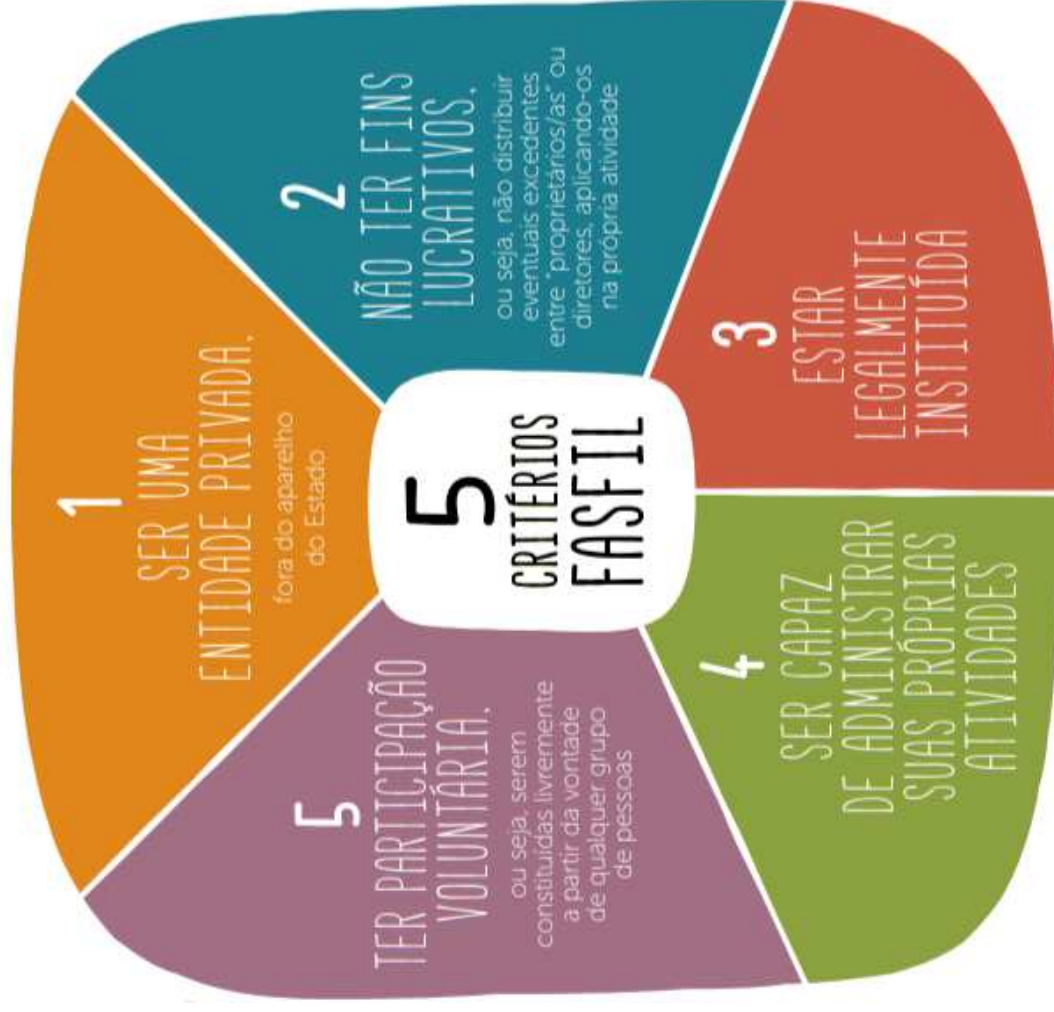 5
CRITÉRIOS
FASFIL
1
SER UMA
ENTIDADE PRIVADA,
fora do aparelho
do Estado
2
NÃO TER FINS
LUCRATIVOS,
ou seja, não distribuir
eventuais excedentes
entre "proprietários/as" ou
diretores, aplicando-os
na própria atividade
3
ESTAR
LEGALMENTE
INSTITUÍDA
4
SER CAPAZ
DE ADMINISTRAR
SUAS PRÓPRIAS
ATIVIDADES
5
TER PARTICIPAÇÃO
VOLUNTÁRIA,
ou seja, serem
constituídas livremente
a partir da vontade
de qualquer grupo
de pessoas